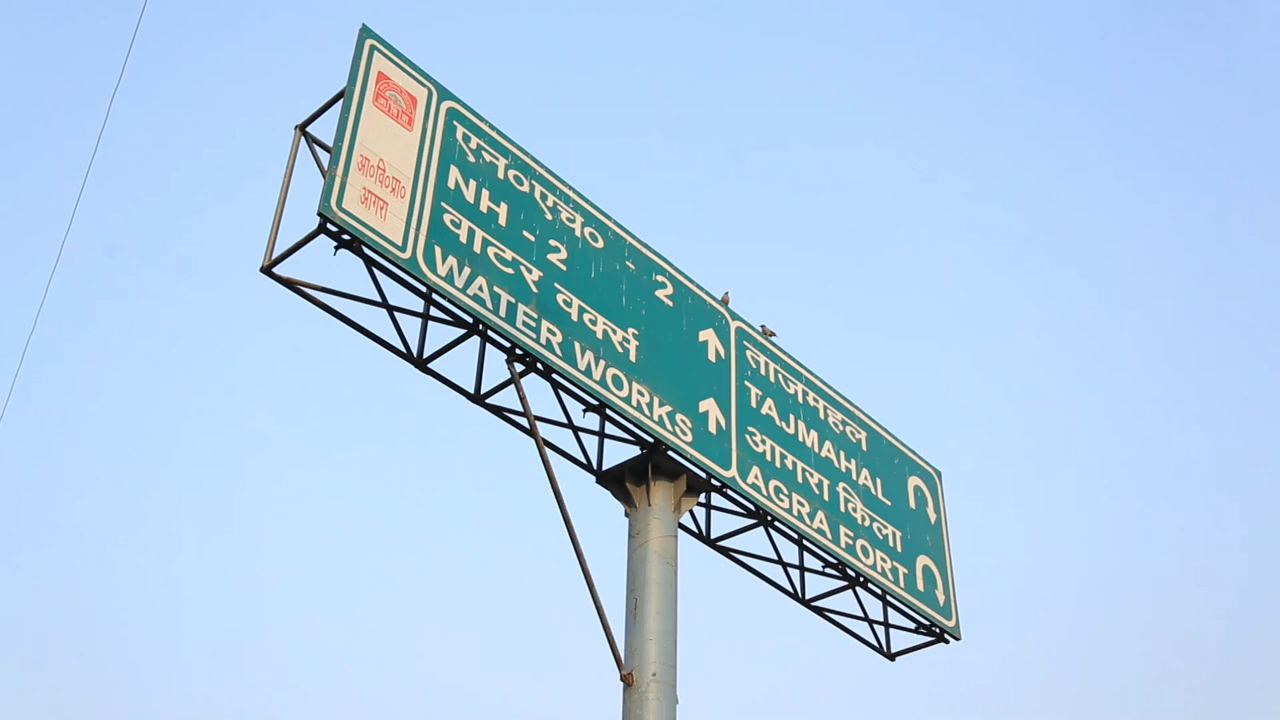 आ०वि०प्रा०
आगरा
एन०एच० - 2
NH - 2
वाटर वर्क्स
WATER WORKS
ताजमहल
TAJMAHAL
आगरा किला
AGRA FORT